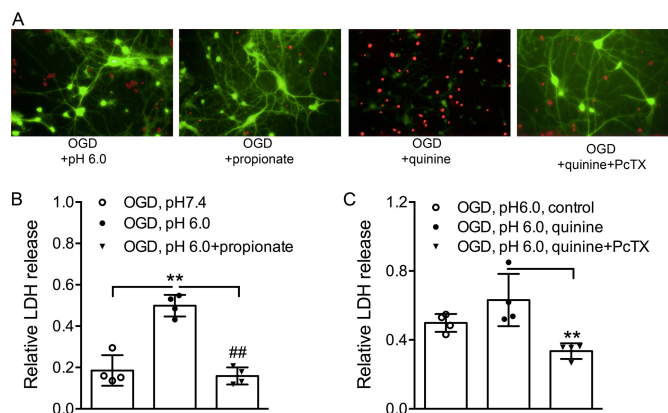 A
OGD
+pH 6.0
OGD
+propionate
OGD
+quinine
OGD
+quinine+PcTX
B
OGD, pH7.4
OGD, pH 6.0
OGD, pH 6.0+propionate
Relative LDH release
1.0
0.8
0.6
0.4
0.2
0.0
**
##
C
OGD, pH6.0, control
OGD, pH 6.0, quinine
OGD, pH 6.0, quinine+PcTX
Relative LDH release
1.2
0.8
0.4
0.0
**